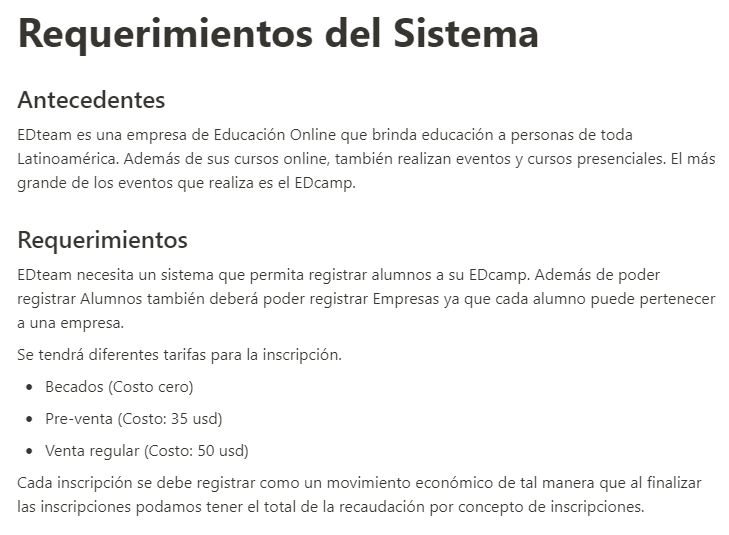 Requerimientos del Sistema
Antecedentes
EDteam es una empresa de Educación Online que brinda educación a personas de toda
Latinoamérica. Además de sus cursos online, también realizan eventos y cursos presenciales. El más
grande de los eventos que realiza es el EDcamp.
Requerimientos
EDteam necesita un sistema que permita registrar alumnos a su EDcamp. Además de poder
registrar Alumnos también deberá poder registrar Empresas ya que cada alumno puede pertenecer
a una empresa.
Se tendrá diferentes tarifas para la inscripción.
• Becados (Costo cero)
• Pre-venta (Costo: 35 usd)
• Venta regular (Costo: 50 usd)
Cada inscripción se debe registrar como un movimiento económico de tal manera que al finalizar
las inscripciones podamos tener el total de la recaudación por concepto de inscripciones.